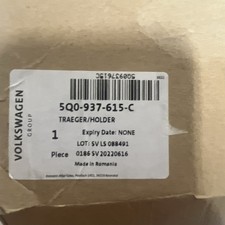 5Q0937615C
5Q0-937-615-C
TRAEGER/HOLDER
VOLKSWAGEN
GROUP
1
Expiry Date: NONE
LOT: SV LS 088491
Piece
0186 SV 20220616
Made in Romania